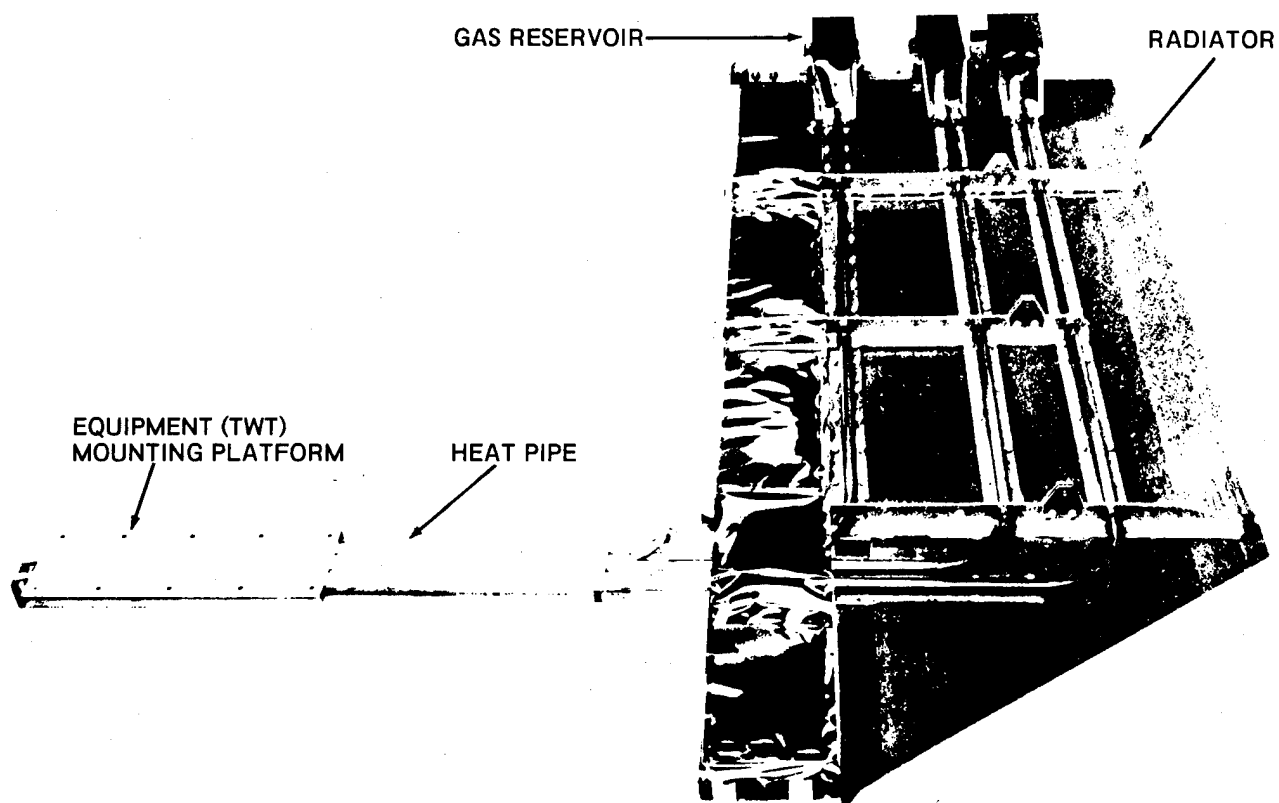 GAS RESERVOIR
RADIATOR
EQUIPMENT (TWT)
MOUNTING PLATFORM
HEAT PIPE